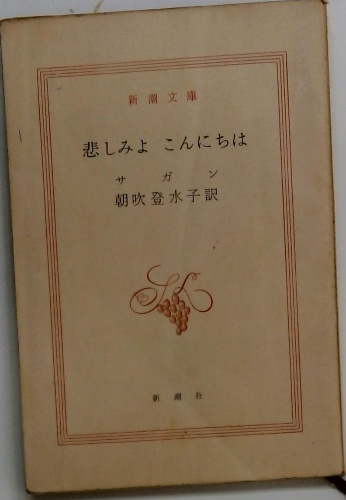 新潮文庫
悲しみよ こんにちは
サガン
朝吹登水子訳
新潮社